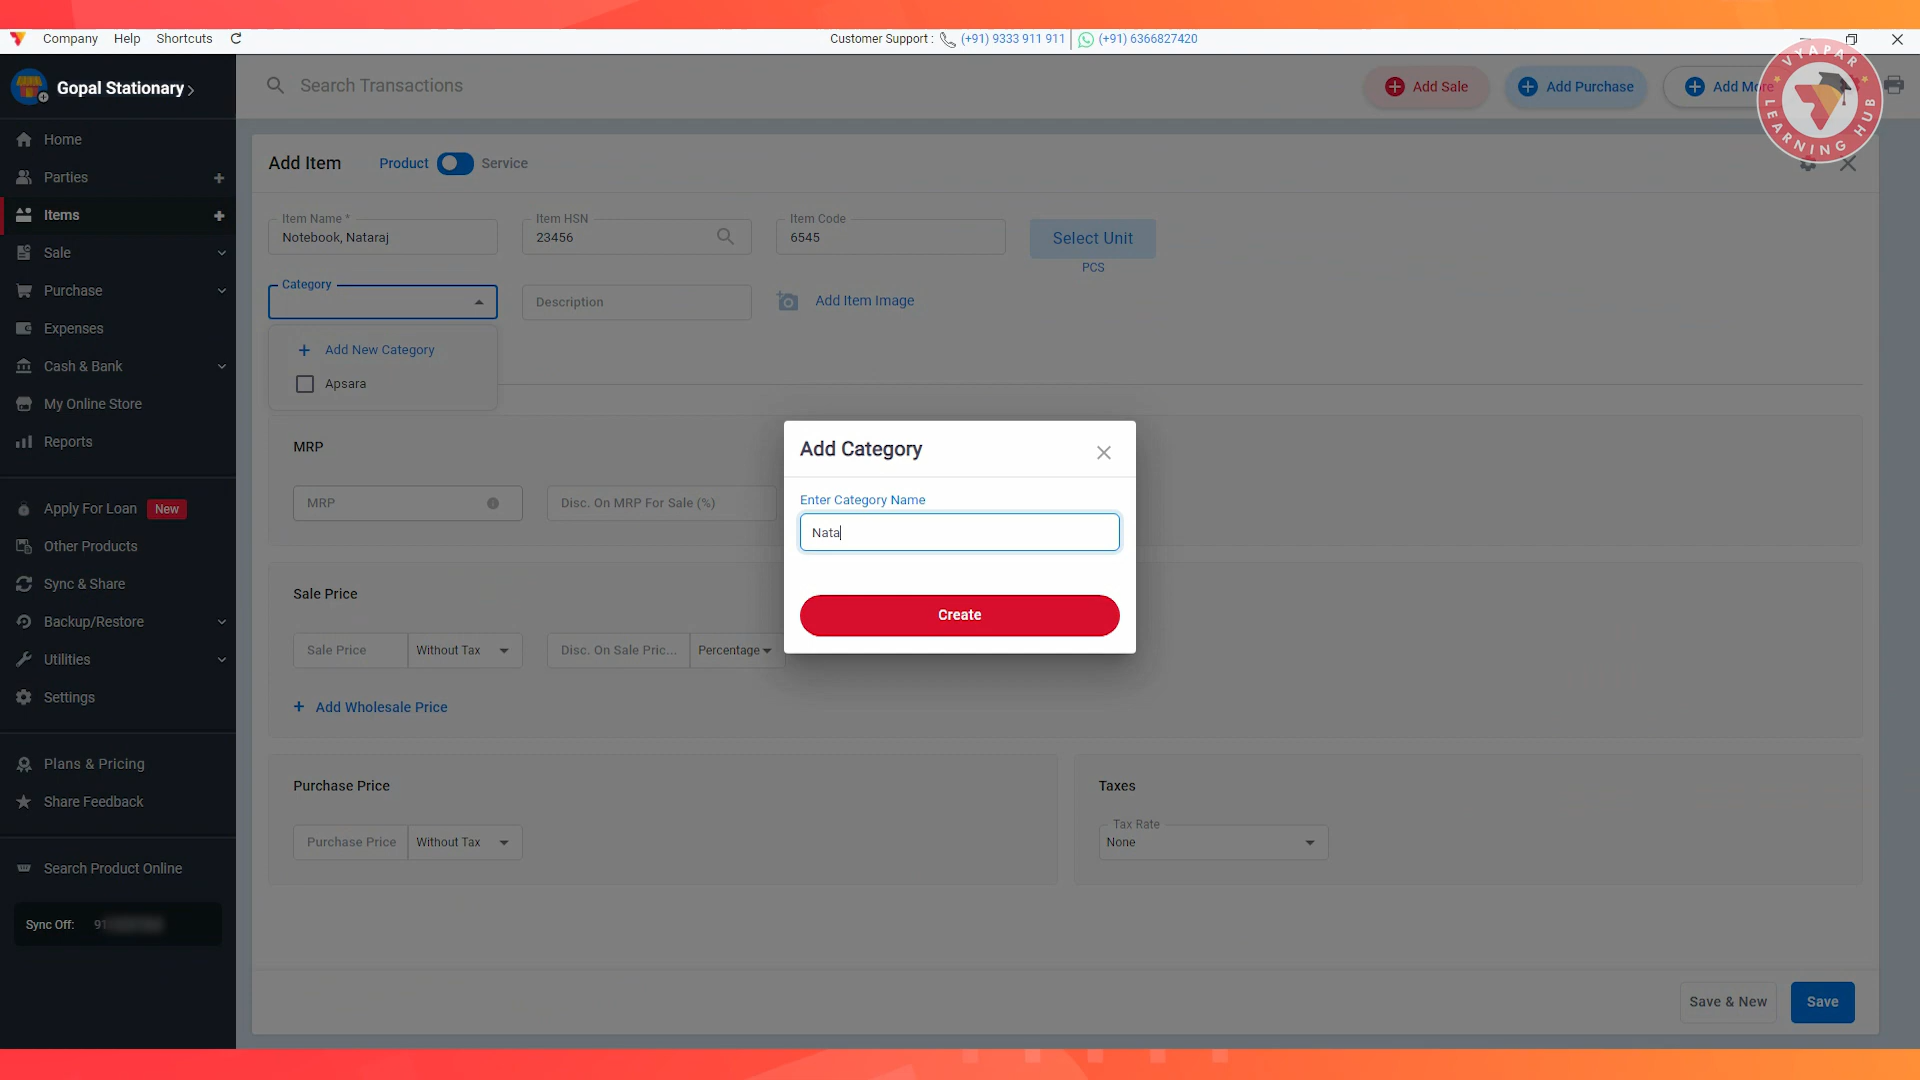 Company Help Shortcuts
Customer Support : (+91) 9333 911 911 (+91) 6366827420
VYAPAR
LEARNING HUB
Gopal Stationary
Search Transactions
Add Sale
Add Purchase
Add More
Home
Parties
Items
Sale
Purchase
Expenses
Cash & Bank
My Online Store
Reports
Apply For Loan New
Other Products
Sync & Share
Backup/Restore
Utilities
Settings
Plans & Pricing
Share Feedback
Search Product Online
Sync Off: 91
Add Item Product Service
Item Name *
Notebook, Nataraj
Item HSN
23456
Item Code
6545
Select Unit
PCS
Category
Description
Add Item Image
Add New Category
Apsara
MRP
MRP
Disc. On MRP For Sale (%)
Add Category
Enter Category Name
Nata
Create
Sale Price
Sale Price Without Tax Disc. On Sale Pric... Percentage
Add Wholesale Price
Purchase Price
Purchase Price Without Tax
Taxes
Tax Rate
None
Save & New
Save